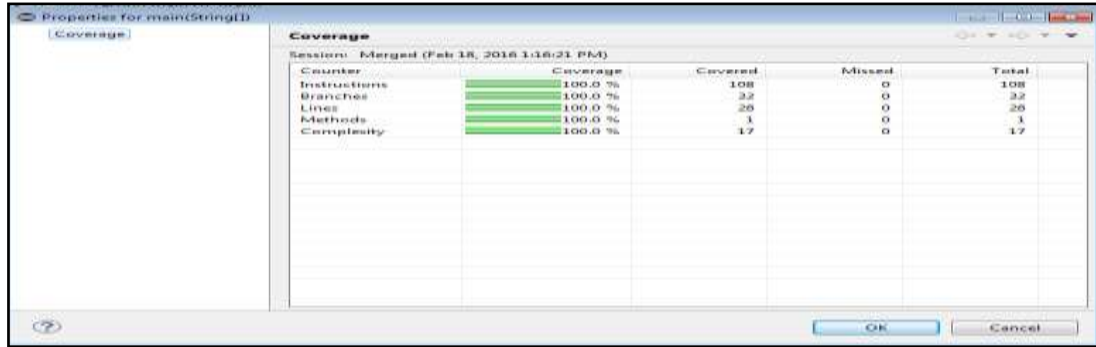 Properties for main(String[])
Coverage
Coverage
Session: Merged (Feb 18, 2016 1:16:21 PM)
Counter Coverage Covered Missed Total
Instructions 100.0 % 108 0 108
Branches 100.0 % 32 0 32
Lines 100.0 % 28 0 28
Methods 100.0 % 1 0 1
Complexity 100.0 % 17 0 17
OK Cancel